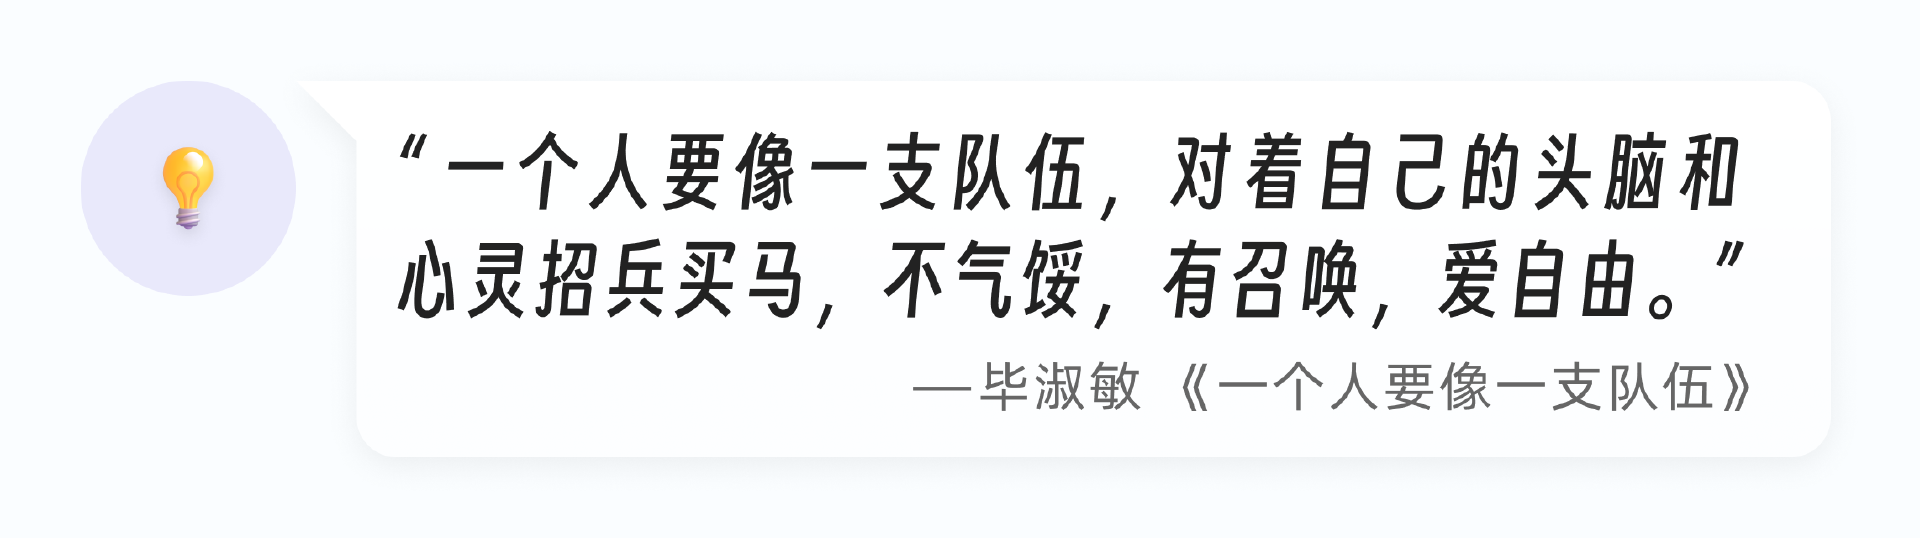 “一个人要像一支队伍，对着自己的头脑和
心灵招兵买马，不气馁，有召唤，爱自由。”
—毕淑敏 《一个人要像一支队伍》